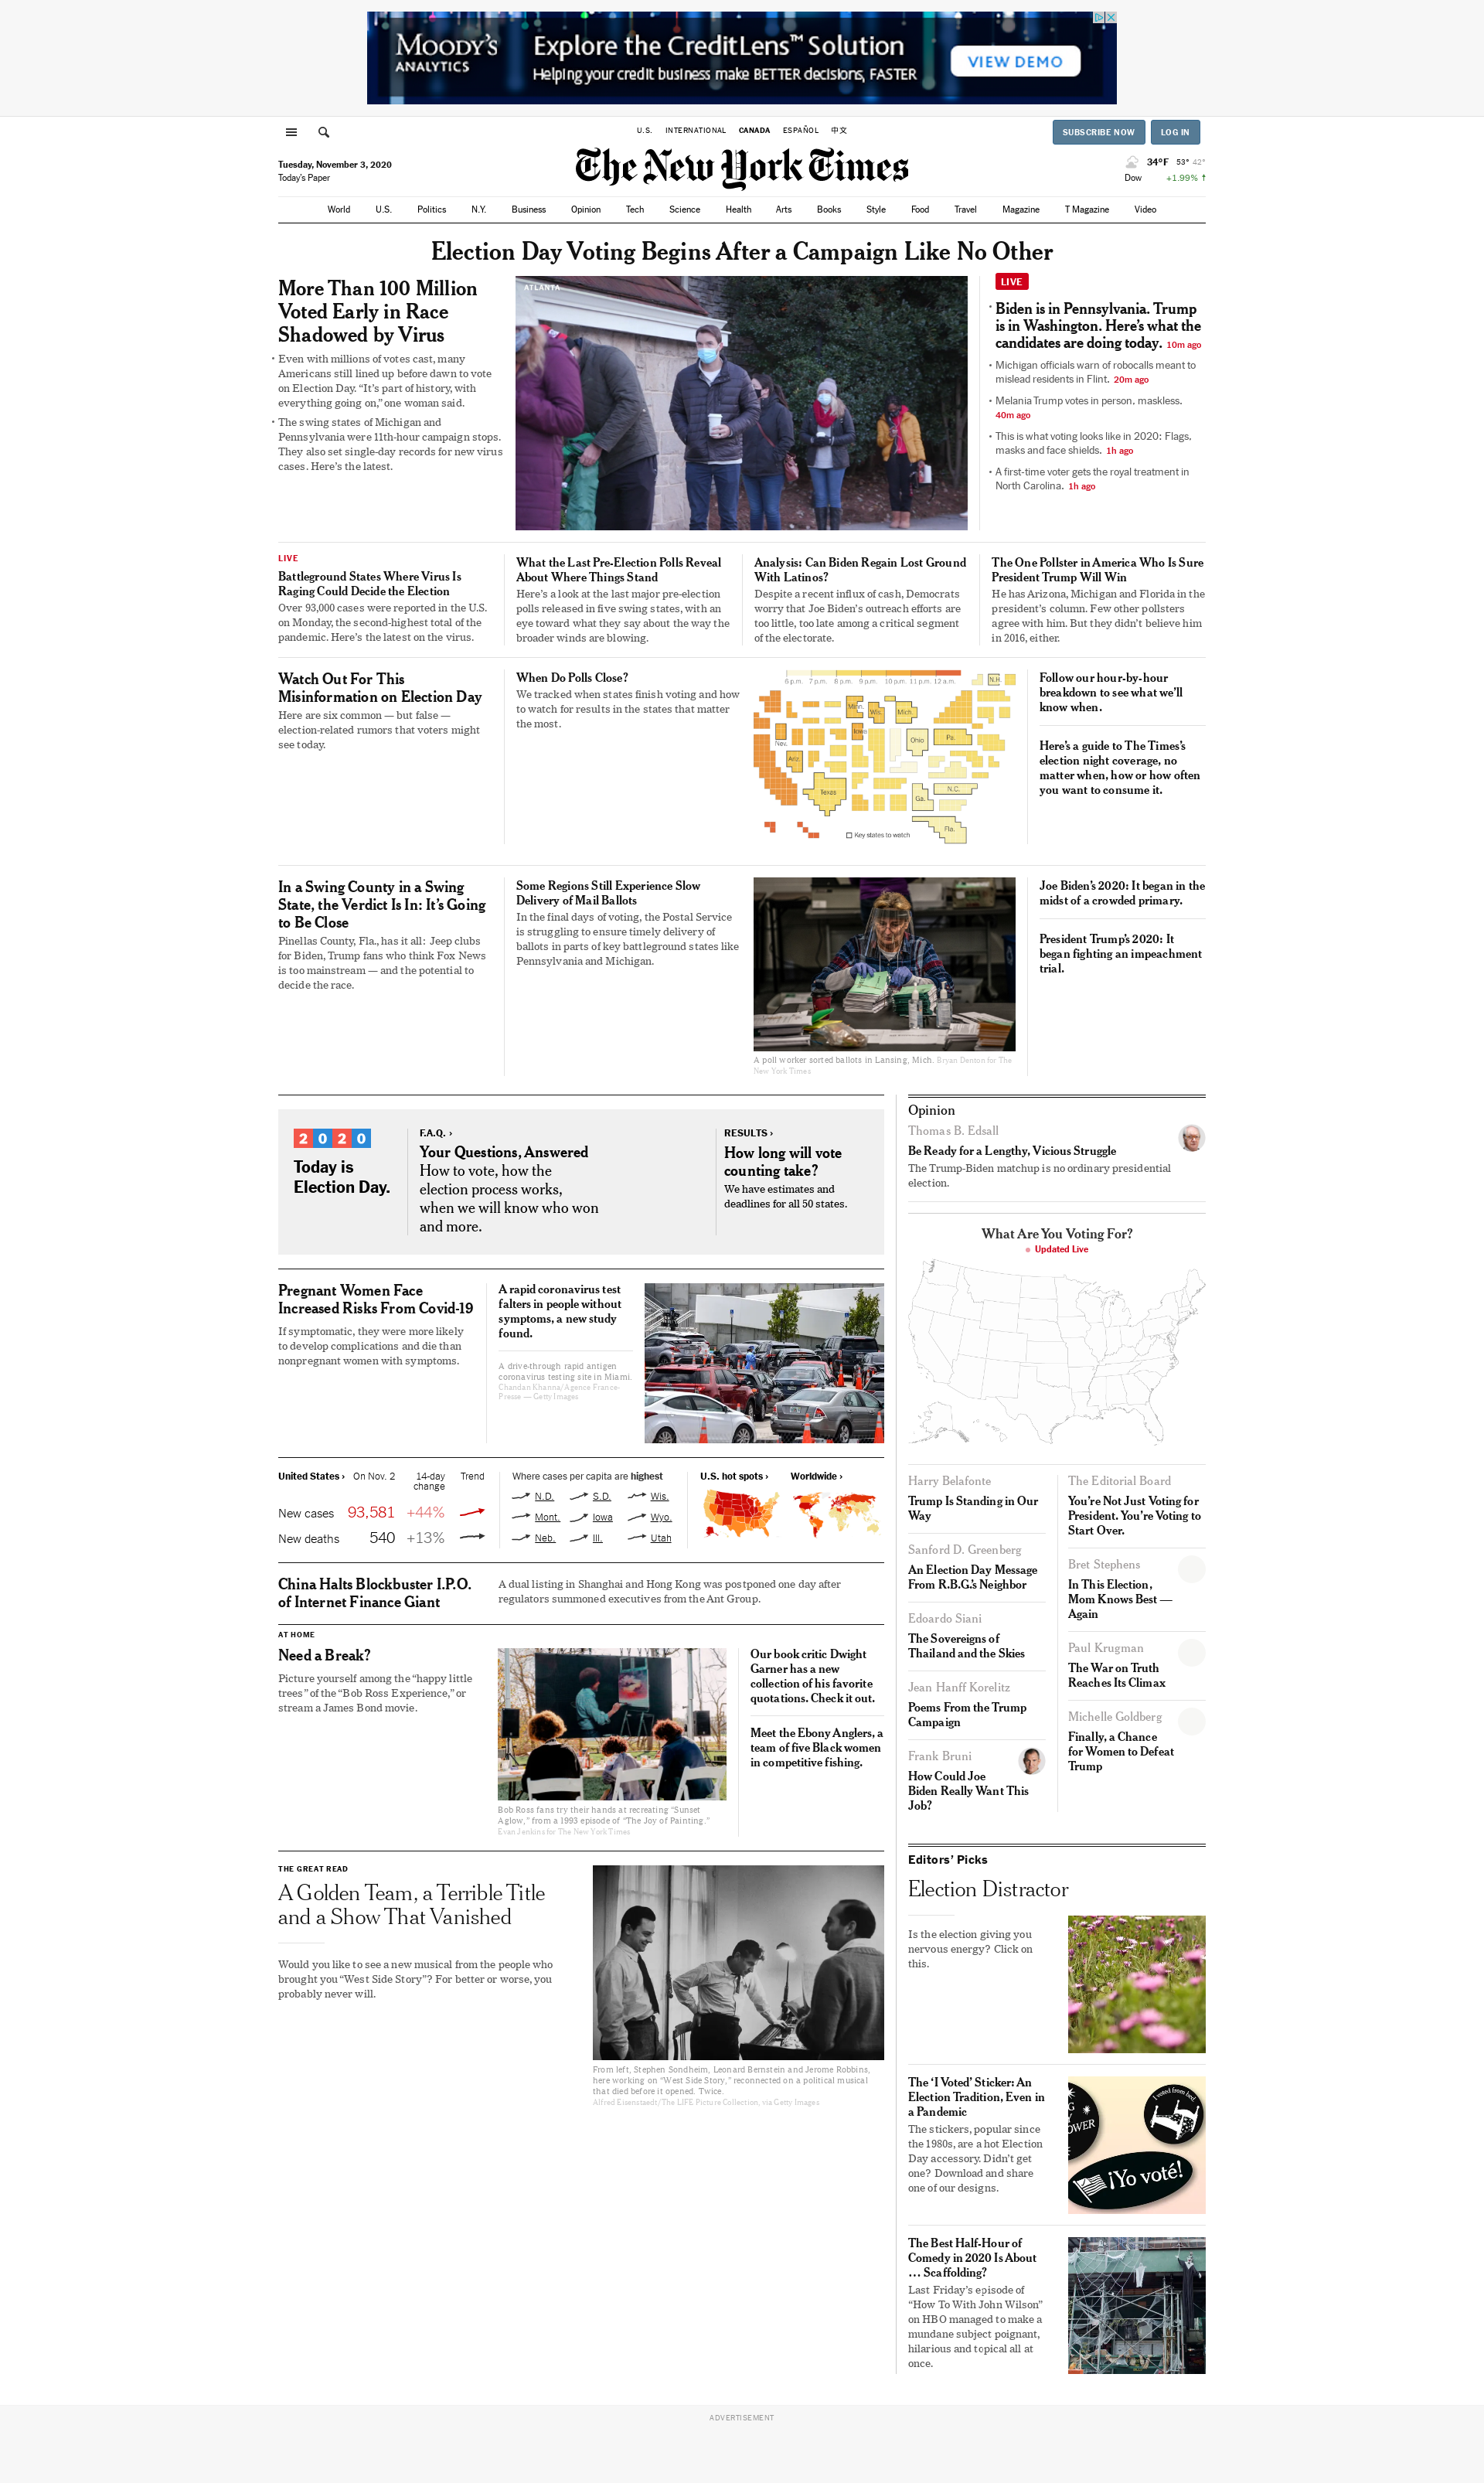 MOODY'S
ANALYTICS
Explore the CreditLens™ Solution
Helping your credit business make BETTER decisions, FASTER
VIEW DEMO
U.S. INTERNATIONAL CANADA ESPAÑOL 中文
SUBSCRIBE NOW LOG IN
Tuesday, November 3, 2020
Today's Paper
The New York Times
34°F 53° 42°
Dow +1.99% ↑
World U.S. Politics N.Y. Business Opinion Tech Science Health Arts Books Style Food Travel Magazine T Magazine Video
Election Day Voting Begins After a Campaign Like No Other
More Than 100 Million
Voted Early in Race
Shadowed by Virus
• Even with millions of votes cast, many
Americans still lined up before dawn to vote
on Election Day. “It’s part of history, with
everything going on,” one woman said.
• The swing states of Michigan and
Pennsylvania were 11th-hour campaign stops.
They also set single-day records for new virus
cases. Here’s the latest.
ATLANTA
LIVE
• Biden is in Pennsylvania. Trump
is in Washington. Here’s what the
candidates are doing today. 10m ago
• Michigan officials warn of robocalls meant to
mislead residents in Flint. 20m ago
• Melania Trump votes in person, maskless.
40m ago
• This is what voting looks like in 2020: Flags,
masks and face shields. 1h ago
• A first-time voter gets the royal treatment in
North Carolina. 1h ago
LIVE
Battleground States Where Virus Is
Raging Could Decide the Election
Over 93,000 cases were reported in the U.S.
on Monday, the second-highest total of the
pandemic. Here’s the latest on the virus.
What the Last Pre-Election Polls Reveal
About Where Things Stand
Here’s a look at the last major pre-election
polls released in five swing states, with an
eye toward what they say about the way the
broader winds are blowing.
Analysis: Can Biden Regain Lost Ground
With Latinos?
Despite a recent influx of cash, Democrats
worry that Joe Biden’s outreach efforts are
too little, too late among a critical segment
of the electorate.
The One Pollster in America Who Is Sure
President Trump Will Win
He has Arizona, Michigan and Florida in the
president’s column. Few other pollsters
agree with him. But they didn’t believe him
in 2016, either.
Watch Out For This
Misinformation on Election Day
Here are six common — but false —
election-related rumors that voters might
see today.
When Do Polls Close?
We tracked when states finish voting and how
to watch for results in the states that matter
the most.
6 p.m. 7 p.m. 8 p.m. 9 p.m. 10 p.m. 11 p.m. 12 a.m.
N.H.
Minn.
Wis.
Mich.
Iowa
Nev.
Ohio
Pa.
Ariz.
Texas
N.C.
Ga.
Fla.
Key states to watch
Follow our hour-by-hour
breakdown to see what we’ll
know when.
Here’s a guide to The Times’s
election night coverage, no
matter when, how or how often
you want to consume it.
In a Swing County in a Swing
State, the Verdict Is In: It’s Going
to Be Close
Pinellas County, Fla., has it all: Jeep clubs
for Biden, Trump fans who think Fox News
is too mainstream — and the potential to
decide the race.
Some Regions Still Experience Slow
Delivery of Mail Ballots
In the final days of voting, the Postal Service
is struggling to ensure timely delivery of
ballots in parts of key battleground states like
Pennsylvania and Michigan.
A poll worker sorted ballots in Lansing, Mich. Bryan Denton for The
New York Times
Joe Biden’s 2020: It began in the
midst of a crowded primary.
President Trump’s 2020: It
began fighting an impeachment
trial.
2020
Today is
Election Day.
F.A.Q. ›
Your Questions, Answered
How to vote, how the
election process works,
when we will know who won
and more.
RESULTS ›
How long will vote
counting take?
We have estimates and
deadlines for all 50 states.
Pregnant Women Face
Increased Risks From Covid-19
If symptomatic, they were more likely
to develop complications and die than
nonpregnant women with symptoms.
A rapid coronavirus test
falters in people without
symptoms, a new study
found.
A drive-through rapid antigen
coronavirus testing site in Miami.
Chandan Khanna/Agence France-
Presse — Getty Images
United States › On Nov. 2 14-day Trend
change
New cases 93,581 +44%
New deaths 540 +13%
Where cases per capita are highest
N.D. S.D. Wis.
Mont. Iowa Wyo.
Neb. Ill. Utah
U.S. hot spots › Worldwide ›
China Halts Blockbuster I.P.O.
of Internet Finance Giant
A dual listing in Shanghai and Hong Kong was postponed one day after
regulators summoned executives from the Ant Group.
AT HOME
Need a Break?
Picture yourself among the “happy little
trees” of the “Bob Ross Experience,” or
stream a James Bond movie.
Bob Ross fans try their hands at recreating “Sunset
Aglow,” from a 1993 episode of “The Joy of Painting.”
Evan Jenkins for The New York Times
Our book critic Dwight
Garner has a new
collection of his favorite
quotations. Check it out.
Meet the Ebony Anglers, a
team of five Black women
in competitive fishing.
THE GREAT READ
A Golden Team, a Terrible Title
and a Show That Vanished
Would you like to see a new musical from the people who
brought you “West Side Story”? For better or worse, you
probably never will.
From left, Stephen Sondheim, Leonard Bernstein and Jerome Robbins,
here working on “West Side Story,” reconnected on a political musical
that died before it opened. Twice.
Alfred Eisenstaedt/The LIFE Picture Collection, via Getty Images
Opinion
Thomas B. Edsall
Be Ready for a Lengthy, Vicious Struggle
The Trump-Biden matchup is no ordinary presidential
election.
What Are You Voting For?
Updated Live
Harry Belafonte
Trump Is Standing in Our
Way
Sanford D. Greenberg
An Election Day Message
From R.B.G.’s Neighbor
Edoardo Siani
The Sovereigns of
Thailand and the Skies
Jean Hanff Korelitz
Poems From the Trump
Campaign
Frank Bruni
How Could Joe
Biden Really Want This
Job?
The Editorial Board
You’re Not Just Voting for
President. You’re Voting to
Start Over.
Bret Stephens
In This Election,
Mom Knows Best —
Again
Paul Krugman
The War on Truth
Reaches Its Climax
Michelle Goldberg
Finally, a Chance
for Women to Defeat
Trump
Editors’ Picks
Election Distractor
Is the election giving you
nervous energy? Click on
this.
The ‘I Voted’ Sticker: An
Election Tradition, Even in
a Pandemic
The stickers, popular since
the 1980s, are a hot Election
Day accessory. Didn’t get
one? Download and share
one of our designs.
I voted from bed
¡Yo voté!
The Best Half-Hour of
Comedy in 2020 Is About
… Scaffolding?
Last Friday’s episode of
“How To With John Wilson”
on HBO managed to make a
mundane subject poignant,
hilarious and topical all at
once.
ADVERTISEMENT